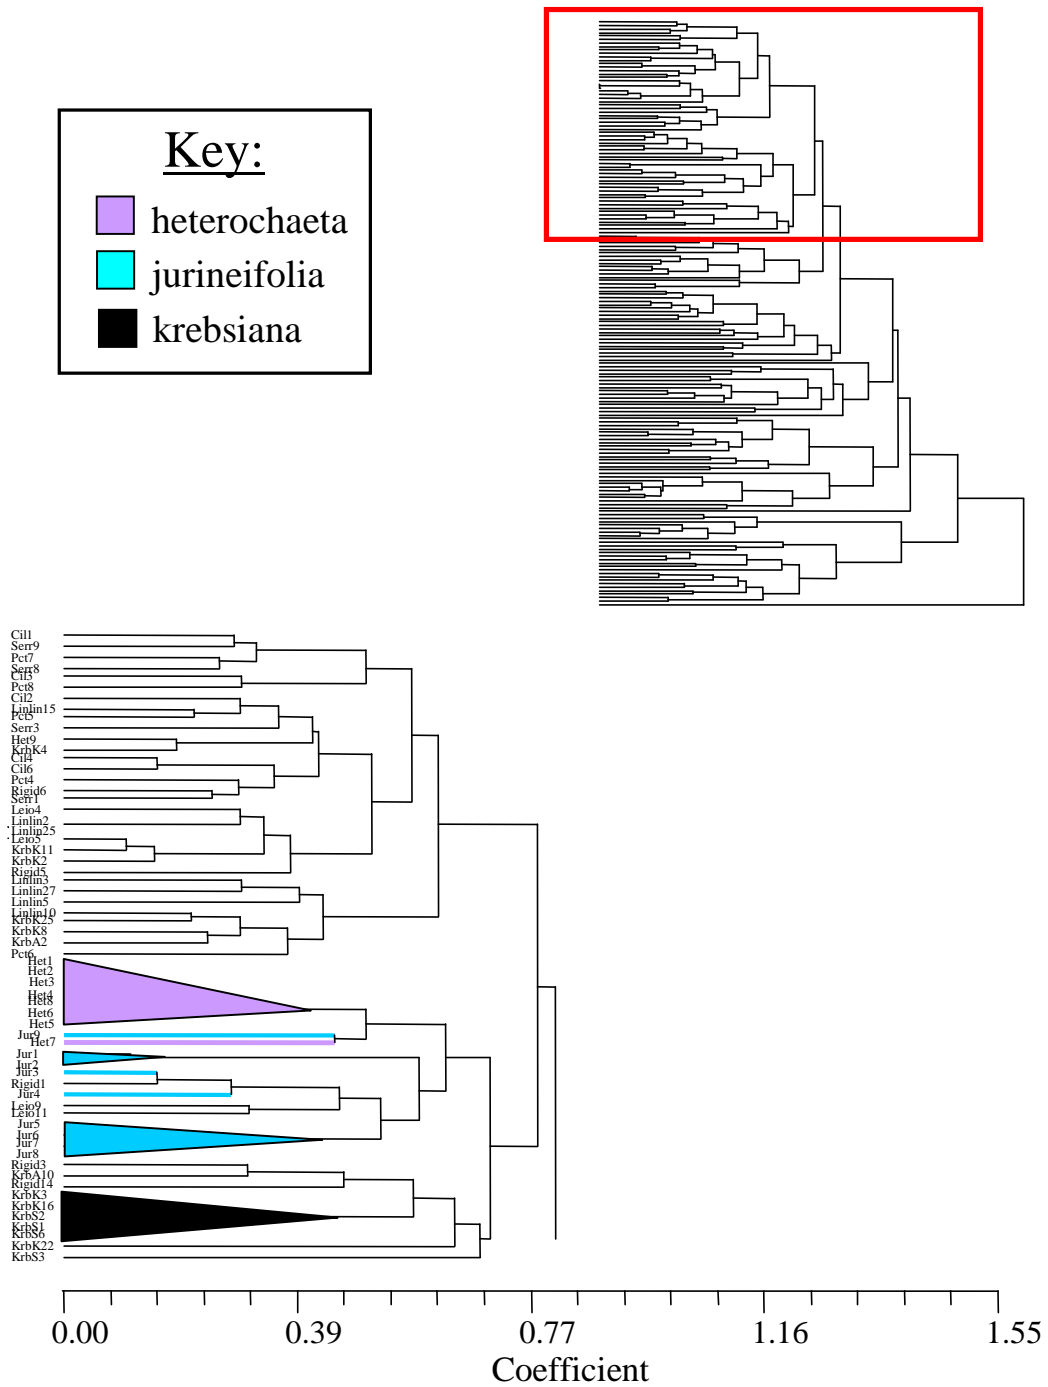 Key:
heterochaeta
jurineifolia
krebsiana
Cil1
Serr9
Pct7
Serr8
Cil3
Pct8
Cil2
Linlin15
Pct5
Serr3
Het9
KrbK4
Cil4
Cil6
Pct4
Rigid6
Serr1
Leio4
Linlin2
Linlin25
Leio5
KrbK11
KrbK2
Rigid5
Linlin3
Linlin27
Linlin5
Linlin10
KrbK25
KrbK8
KrbA2
Pct6
Het1
Het2
Het3
Het4
Het8
Het6
Het5
Jur9
Het7
Jur1
Jur2
Jur3
Rigid1
Jur4
Leio9
Leio11
Jur5
Jur6
Jur7
Jur8
Rigid3
KrbA10
Rigid14
KrbK3
KrbK16
KrbS2
KrbS1
KrbS6
KrbK22
KrbS3
0.00 0.39 0.77 1.16 1.55
Coefficient